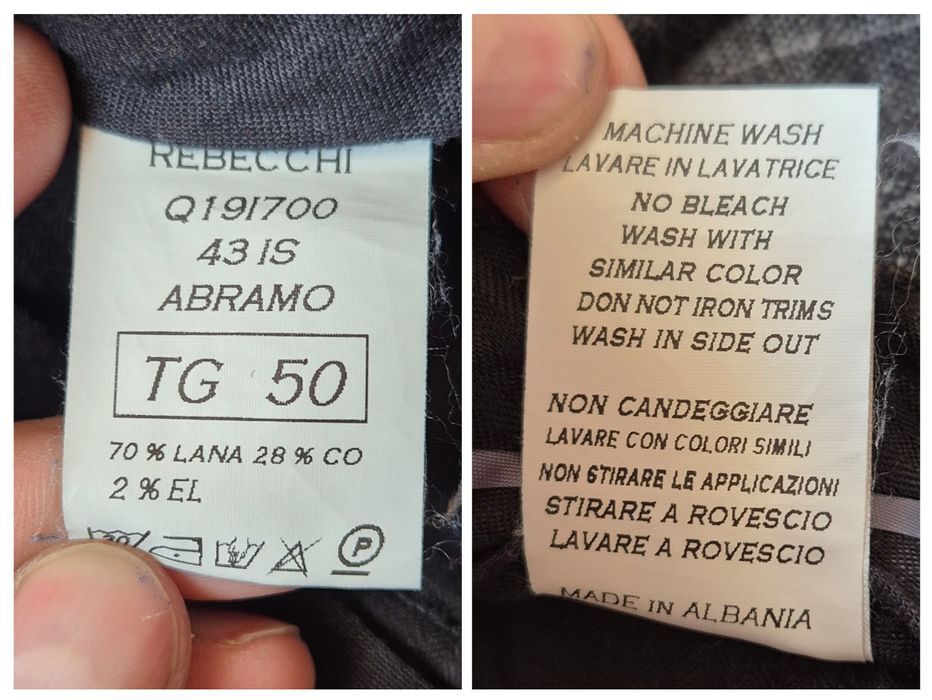 REBECCHI
Q19I700
43 IS
ABRAMO
TG 50
70 % LANA 28 % CO
2 % EL
P
MACHINE WASH
LAVARE IN LAVATRICE
NO BLEACH
WASH WITH
SIMILAR COLOR
DON NOT IRON TRIMS
WASH IN SIDE OUT
NON CANDEGGIARE
LAVARE CON COLORI SIMILI
NON STIRARE LE APPLICAZIONI
STIRARE A ROVESCIO
LAVARE A ROVESCIO
MADE IN ALBANIA